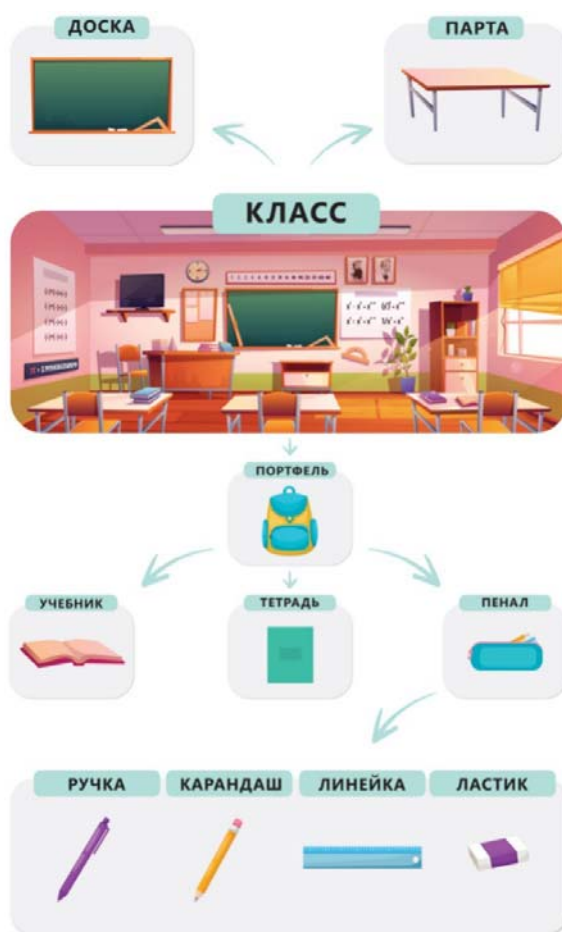 ДОСКА
ПАРТА
КЛАСС
ПОРТФЕЛЬ
УЧЕБНИК
ТЕТРАДЬ
ПЕНАЛ
РУЧКА
КАРАНДАШ
ЛИНЕЙКА
ЛАСТИК